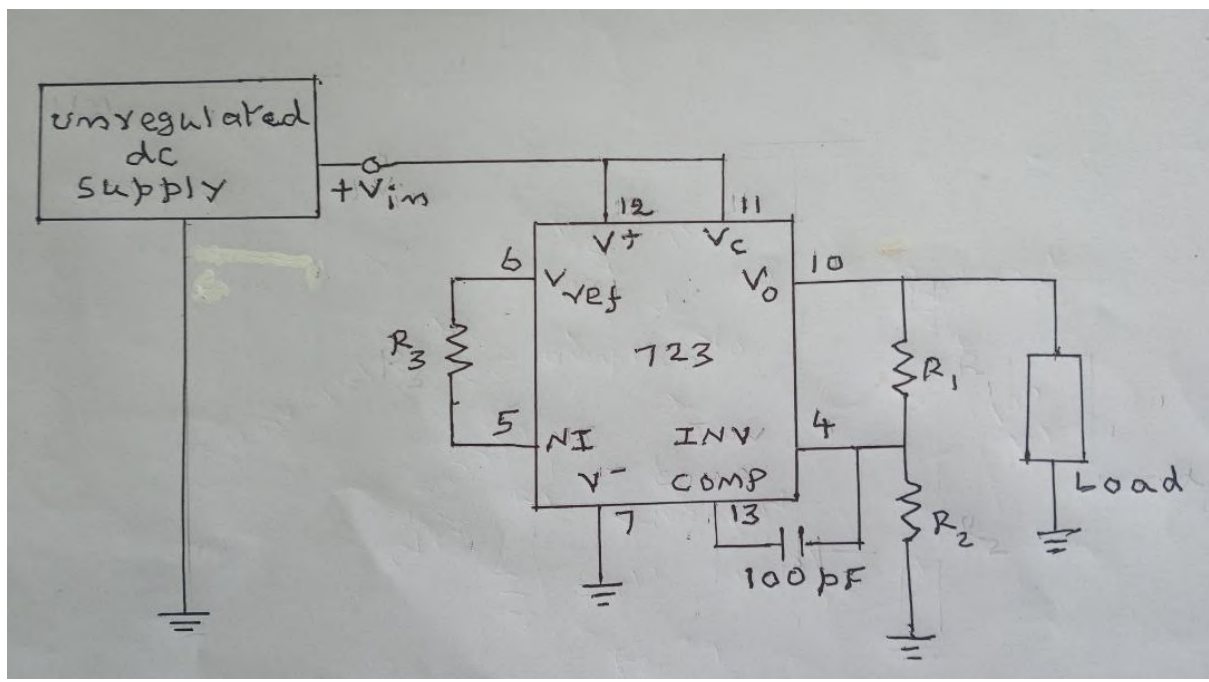 unregulated
dc
supply
+Vin
12
11
V+
Vc
6
Vref
Vo
10
R3
723
R1
5
NI
INV
4
V-
COMP
Load
7
13
R2
100pF